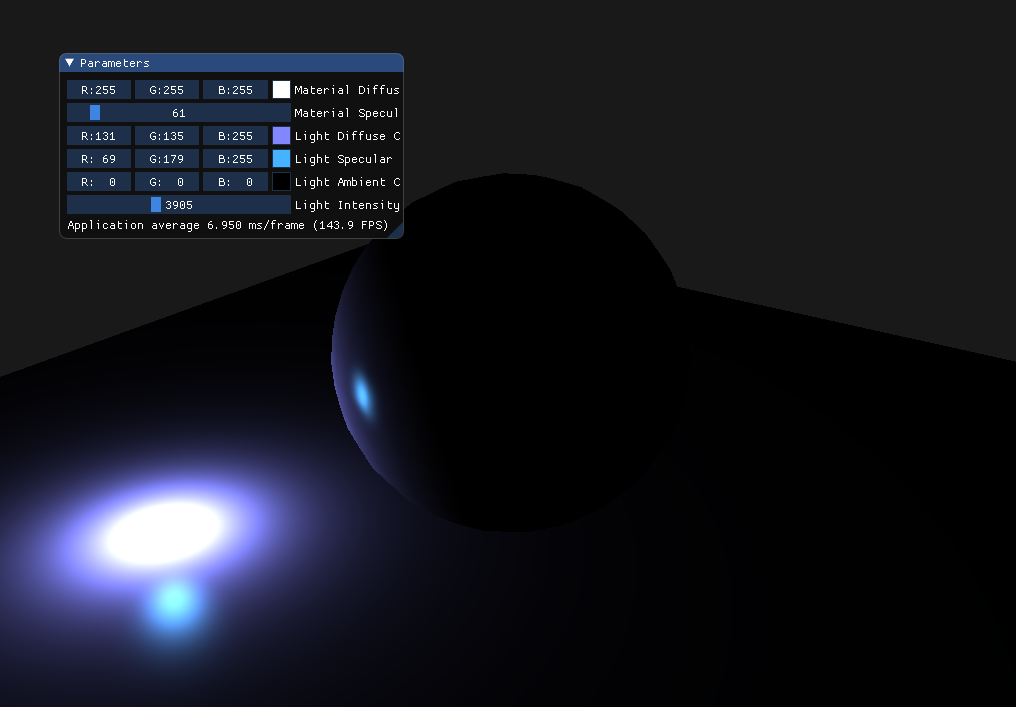 Parameters
R:255 G:255 B:255 Material Diffus
61 Material Specul
R:131 G:135 B:255 Light Diffuse C
R: 69 G:179 B:255 Light Specular
R: 0 G: 0 B: 0 Light Ambient C
3905 Light Intensity
Application average 6.950 ms/frame (143.9 FPS)